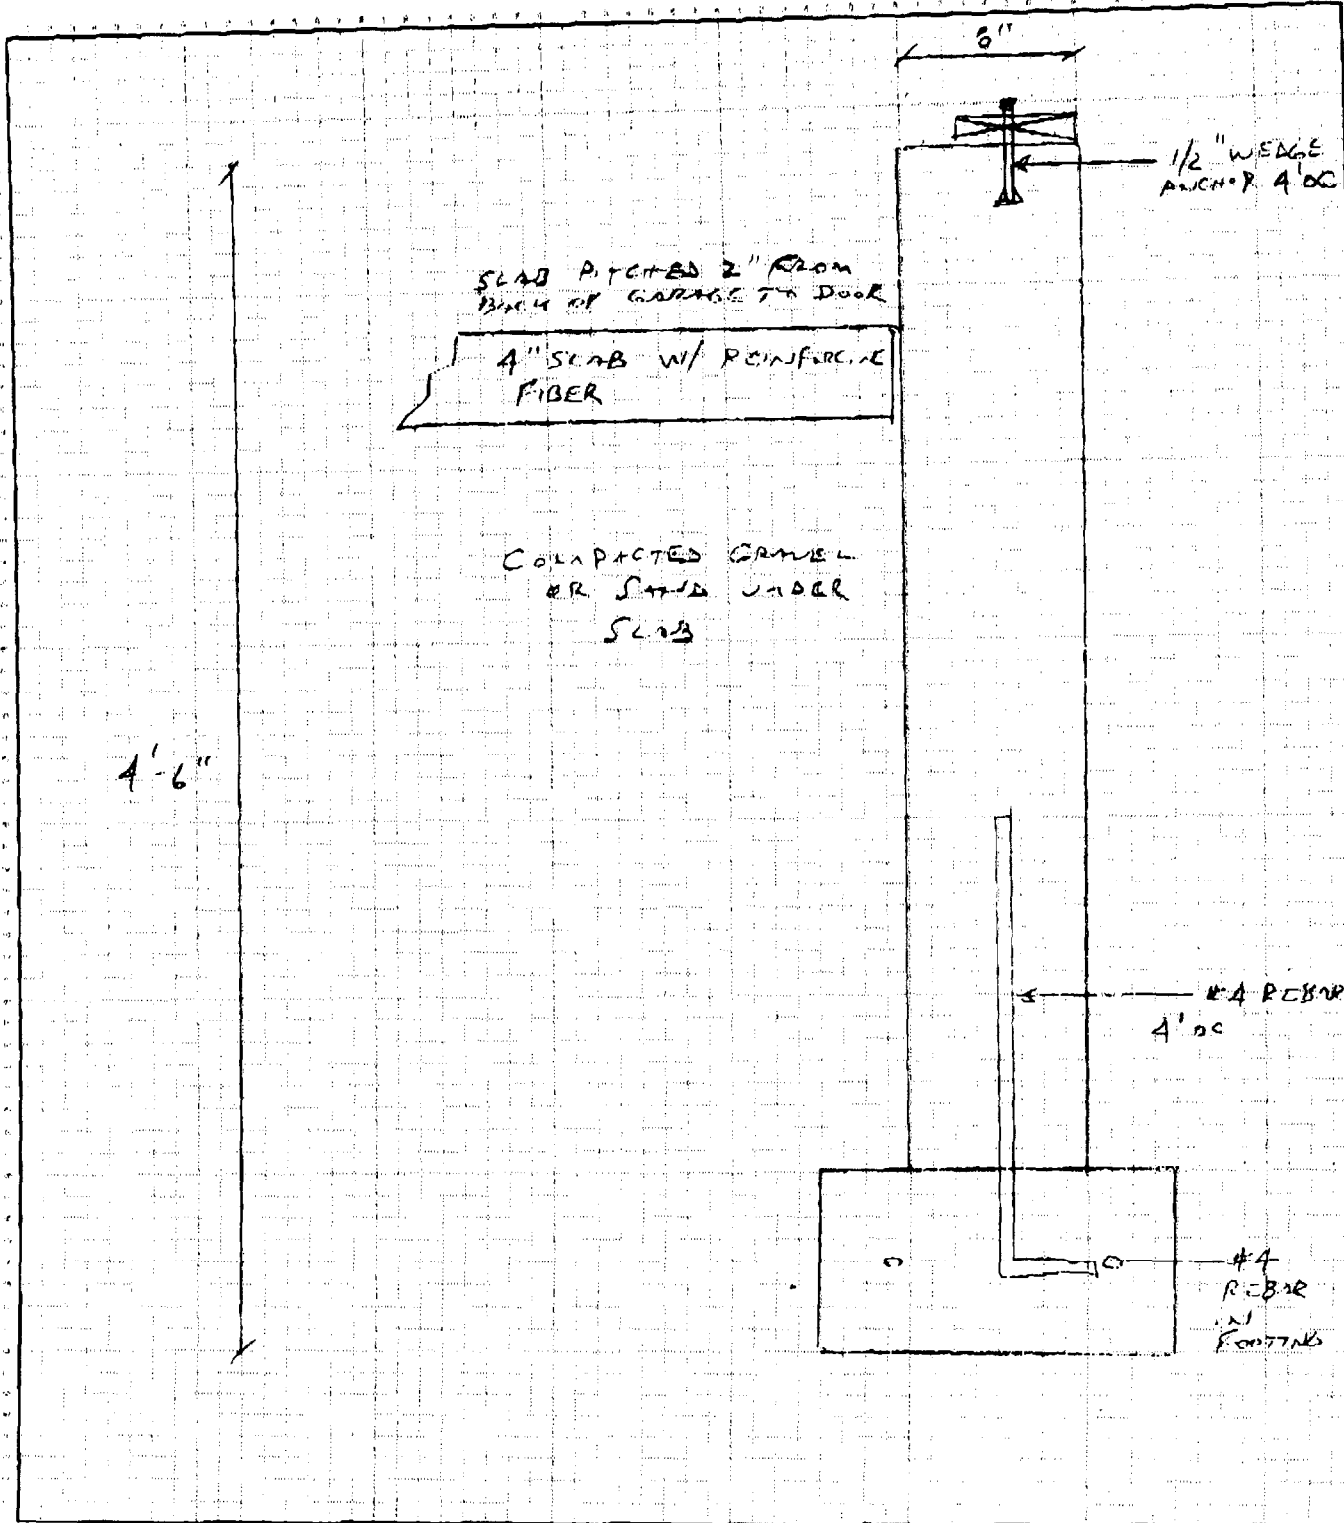 8"
1/2" WEDGE
ANCHOR 4' OC
SLAB PITCHED 2" FROM
BACK OF GARAGE TO DOOR
4" SLAB W/ REINFORCING
FIBER
COMPACTED GRAVEL
OR SAND UNDER
SLAB
4'-6"
#4 REBAR
4' OC
#4
REBAR
IN
FOOTING